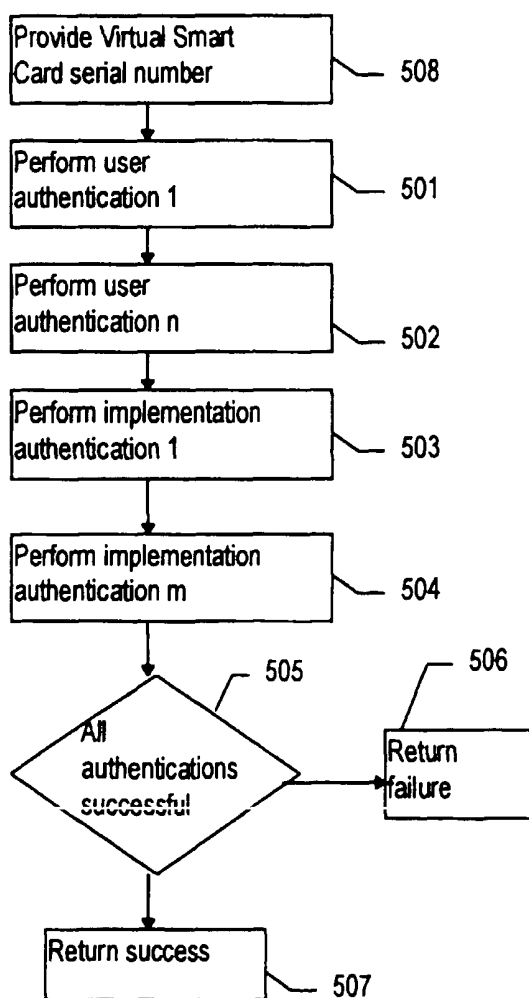 Provide Virtual Smart
Card serial number
508
Perform user
authentication 1
501
Perform user
authentication n
502
Perform implementation
authentication 1
503
Perform implementation
authentication m
504
505
All
authentications
successful
506
Return
failure
Return success
507